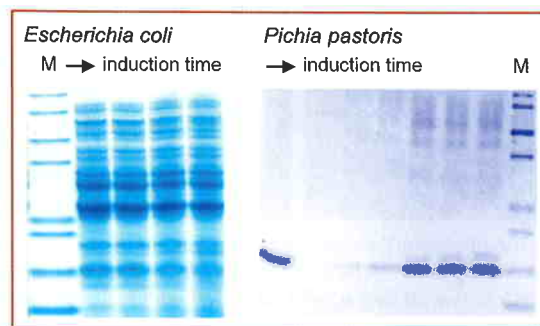 Escherichia coli Pichia pastoris
M → induction time → induction time M